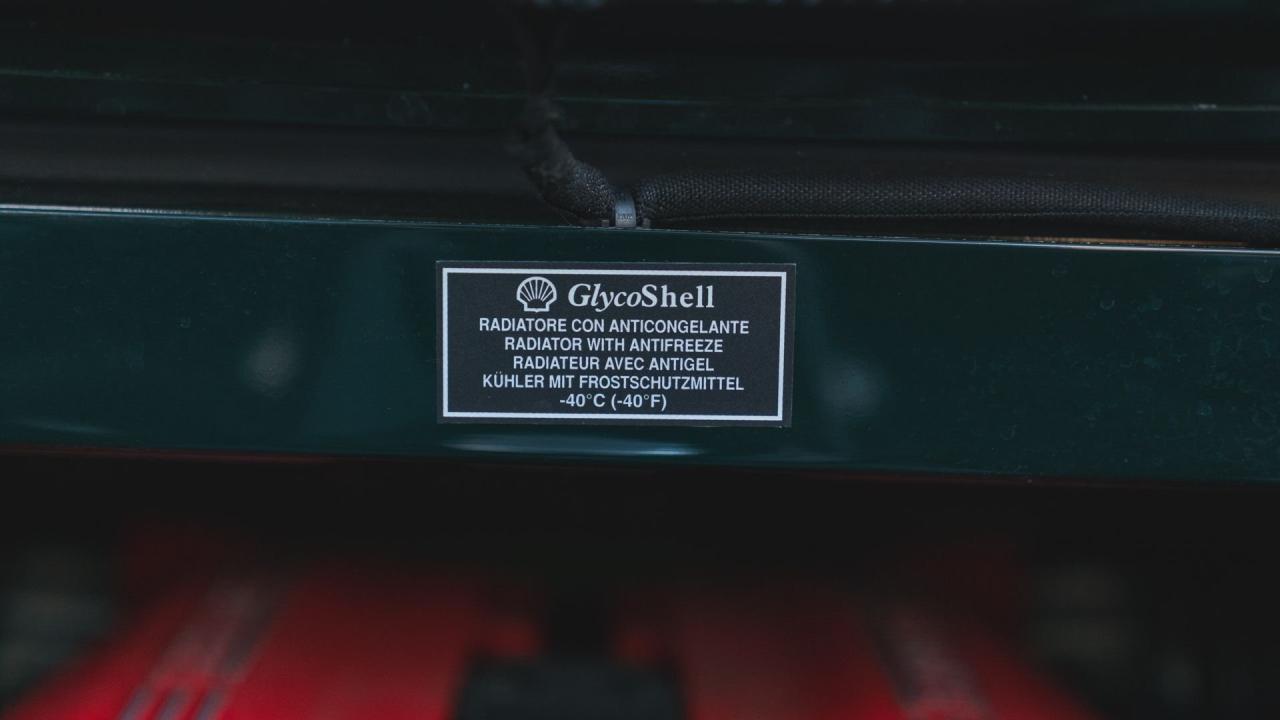 GlycoShell
RADIATORE CON ANTICONGELANTE
RADIATOR WITH ANTIFREEZE
RADIATEUR AVEC ANTIGEL
KÜHLER MIT FROSTSCHUTZMITTEL
-40°C (-40°F)